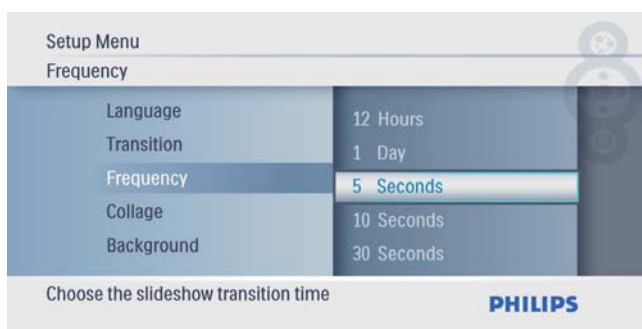 Setup Menu
Frequency
Language
Transition
Frequency
Collage
Background
12 Hours
1 Day
5 Seconds
10 Seconds
30 Seconds
Choose the slideshow transition time
PHILIPS